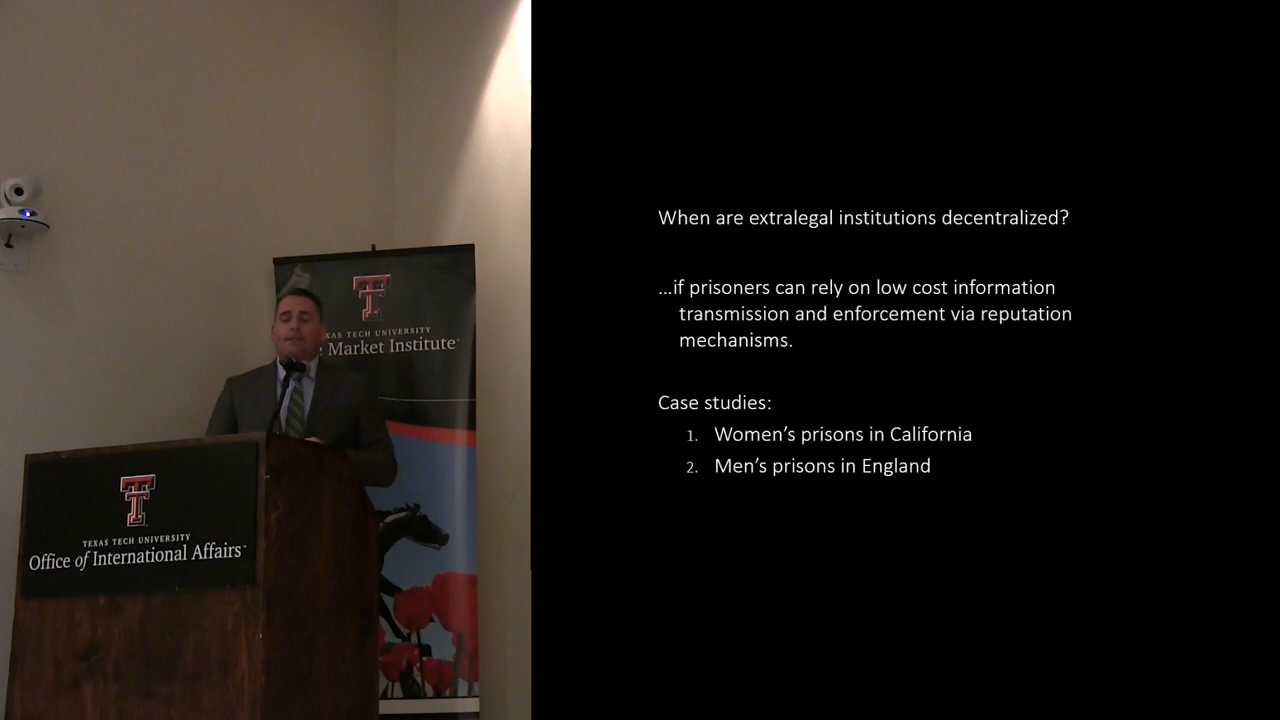 TEXAS TECH UNIVERSITY
Market Institute
TEXAS TECH UNIVERSITY
Office of International Affairs
When are extralegal institutions decentralized?
...if prisoners can rely on low cost information
transmission and enforcement via reputation
mechanisms.
Case studies:
1. Women's prisons in California
2. Men's prisons in England